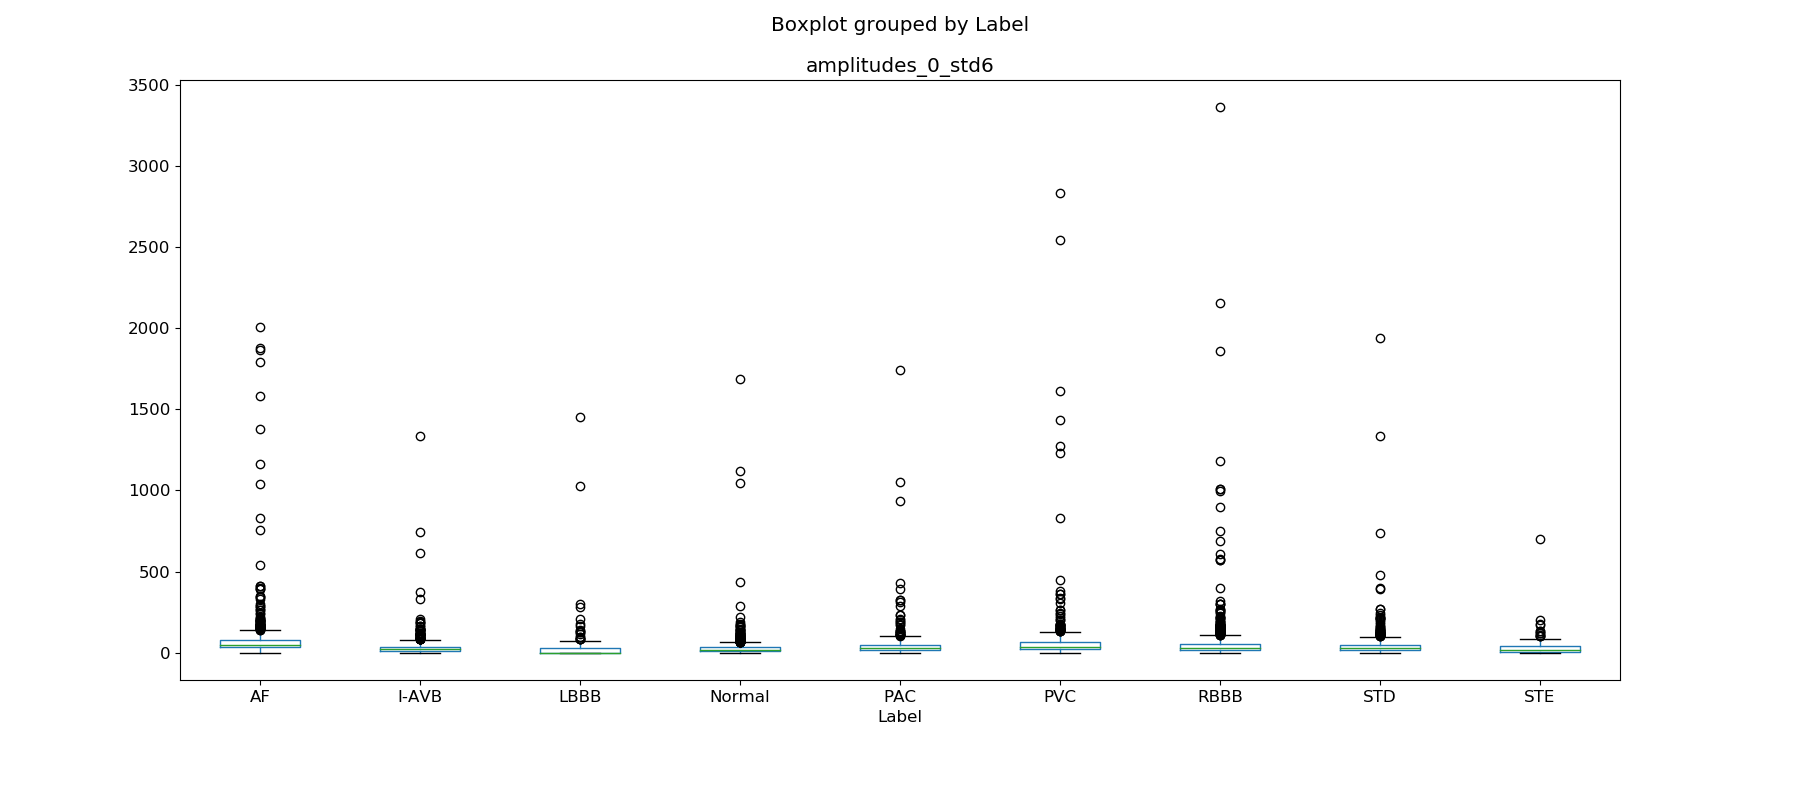 Boxplot grouped by Label
amplitudes_0_std6
3500
3000
2500
2000
1500
1000
500
0
AF I-AVB LBBB Normal PAC PVC RBBB STD STE
Label